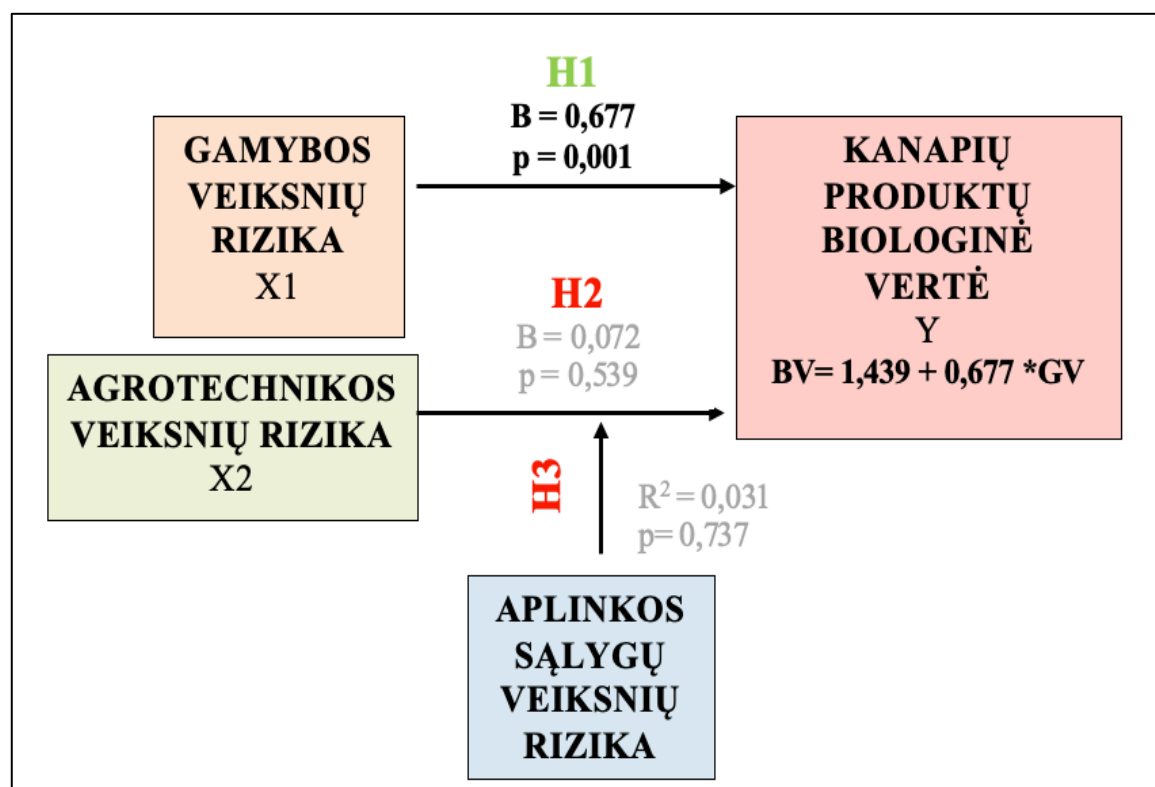 H1
B = 0,677
p = 0,001
GAMYBOS
VEIKSNIŲ
RIZIKA
X1
KANAPIŲ
PRODUKTŲ
BIOLOGINĖ
VERTĖ
Y
BV= 1,439 + 0,677 *GV
H2
B = 0,072
p = 0,539
AGROTECHNIKOS
VEIKSNIŲ RIZIKA
X2
H3
R² = 0,031
p= 0,737
APLINKOS
SĄLYGŲ
VEIKSNIŲ
RIZIKA